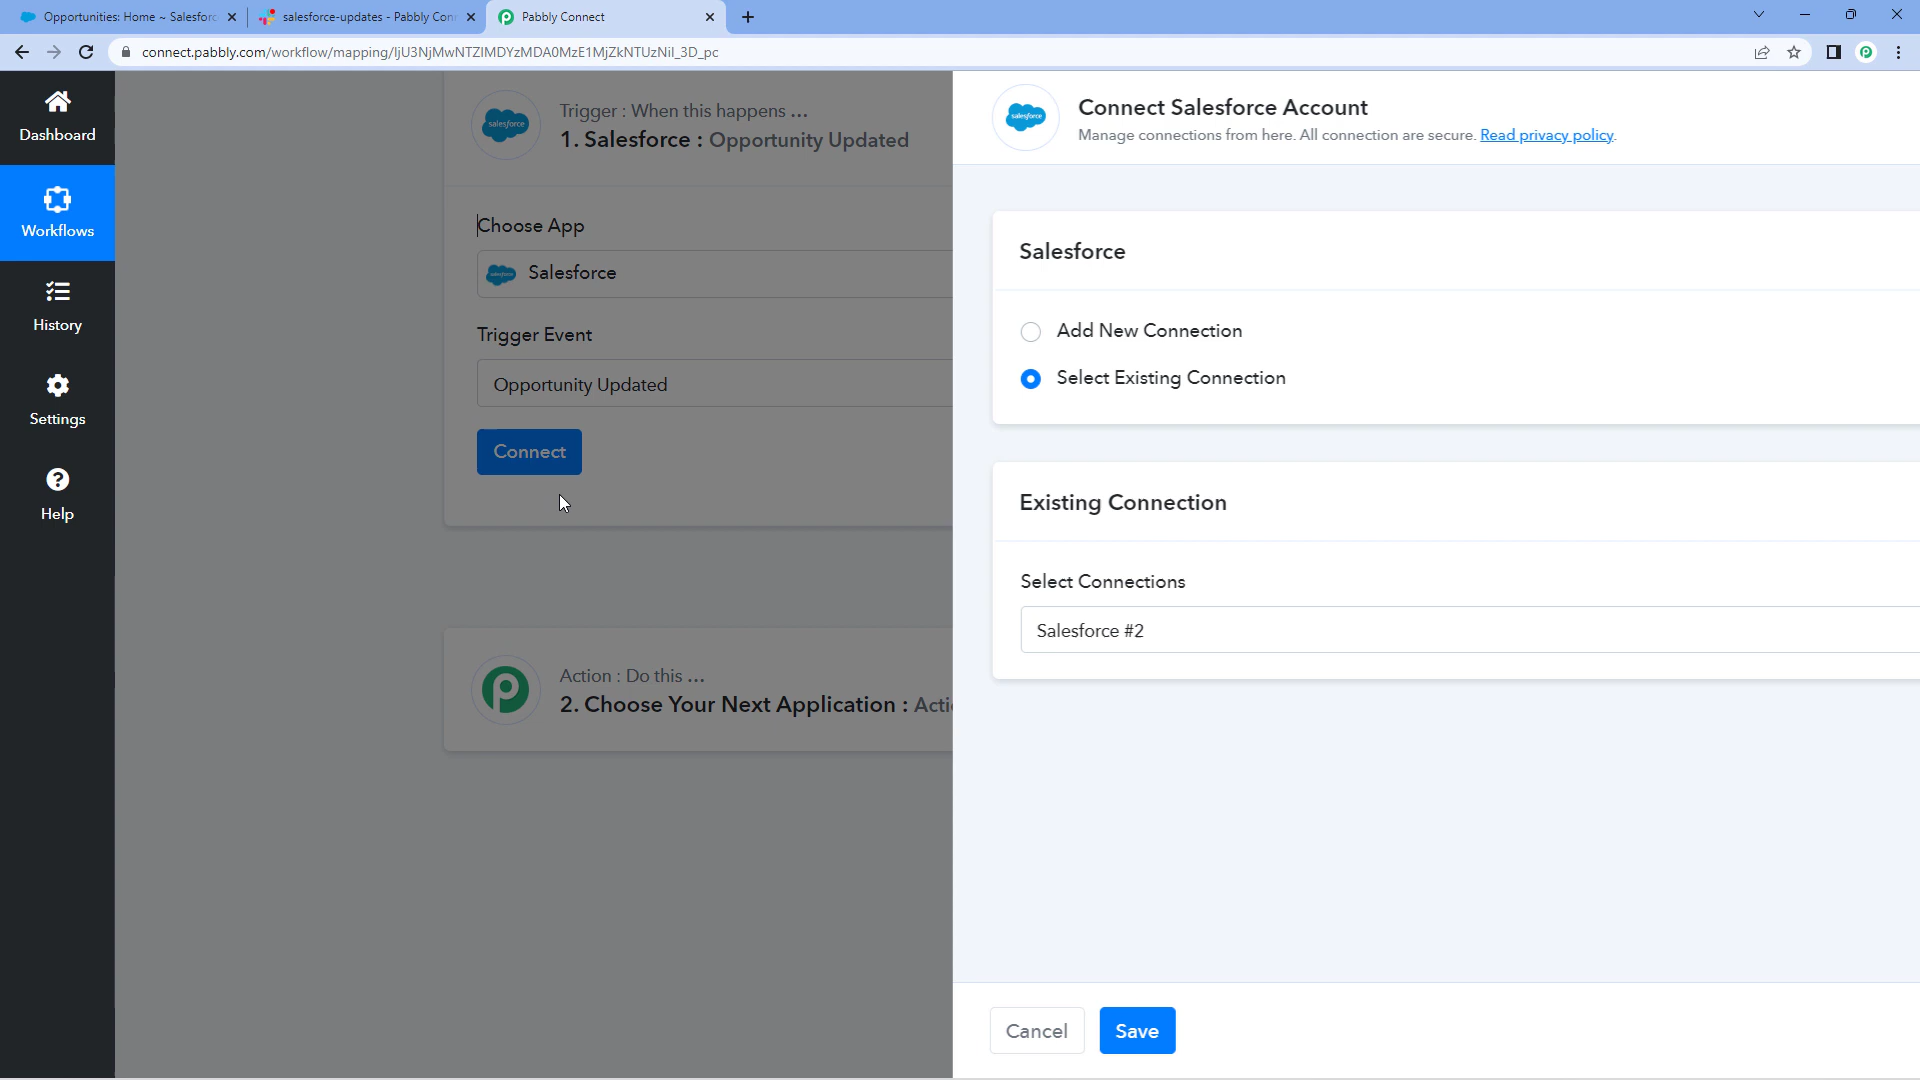 Opportunities: Home ~ Salesforc
salesforce-updates - Pabbly Con
Pabbly Connect
connect.pabbly.com/workflow/mapping/IjU3NjMwNTZlMDYzMDA0MzE1MjZkNTUzNiI_3D_pc
Dashboard
Workflows
History
Settings
Help
salesforce
Trigger : When this happens ...
1. Salesforce : Opportunity Updated
Choose App
salesforce
Salesforce
Trigger Event
Opportunity Updated
Connect
Action : Do this ...
2. Choose Your Next Application : Acti
salesforce
Connect Salesforce Account
Manage connections from here. All connection are secure. Read privacy policy.
Salesforce
Add New Connection
Select Existing Connection
Existing Connection
Select Connections
Salesforce #2
Cancel
Save